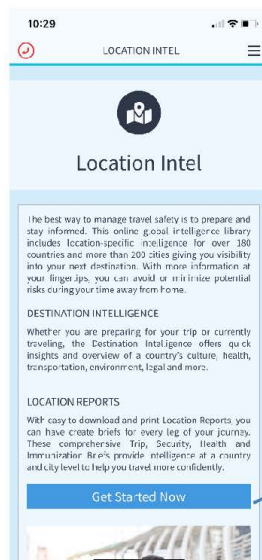 10:29
LOCATION INTEL
Location Intel
The best way to manage travel safety is to prepare and
stay informed. This online global intelligence library
includes location-specific intelligence for over 180
countries and more than 200 cities giving you visibility
into your next destination. With more information at
your fingertips, you can avoid or minimize potential
risks during your time away from home.
DESTINATION INTELLIGENCE
Whether you are preparing for your trip or currently
traveling, the Destination Intelligence offers quick
insights and overview of a country's culture, health,
transportation, environment, legal and more.
LOCATION REPORTS
With easy to download and print Location Reports, you
can have create briefs for every leg of your journey.
These comprehensive Trip, Security, Health and
Immunization Briefs provide intelligence at a country
and city level to help you travel more confidently.
Get Started Now